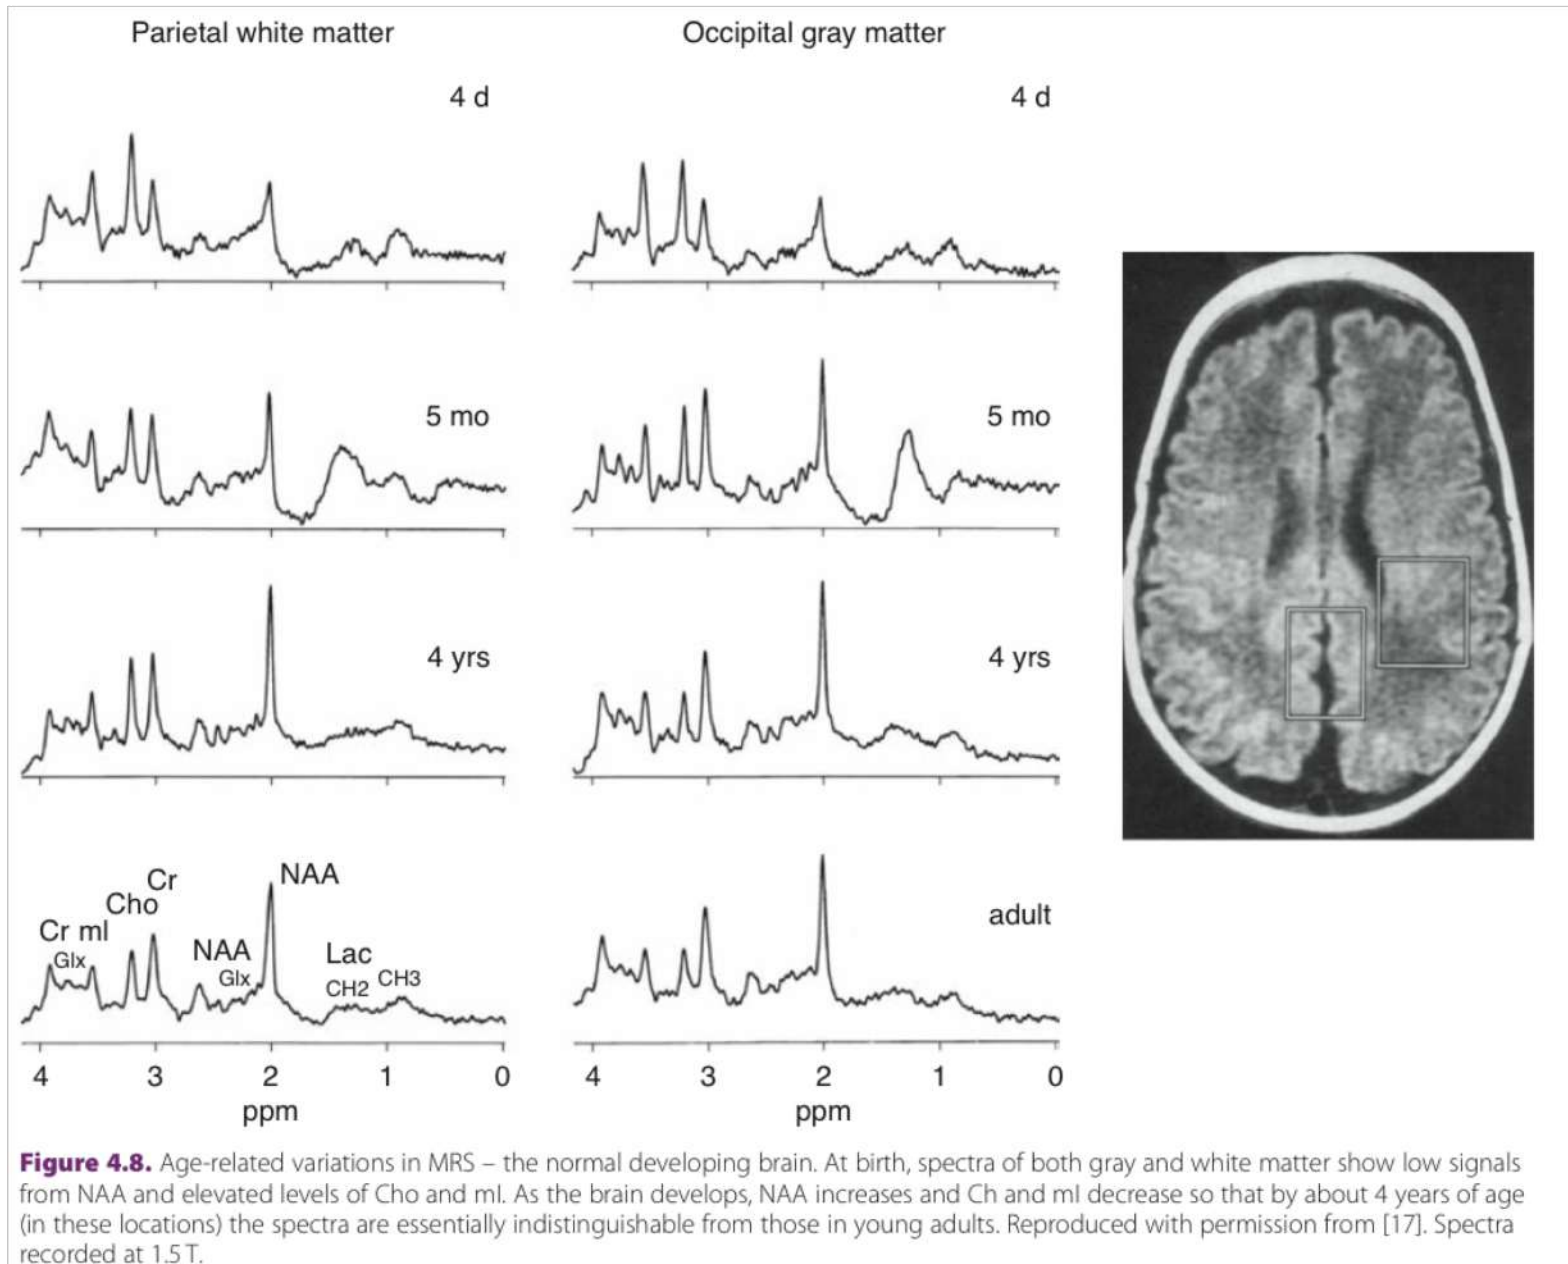 Parietal white matter
Occipital gray matter
4 d
4 d
5 mo
5 mo
4 yrs
4 yrs
Cr
NAA
Cho
Cr mI
Glx
NAA
Glx
Lac
CH2
CH3
adult
4 3 2 1 0
4 3 2 1 0
ppm
ppm
Figure 4.8. Age-related variations in MRS – the normal developing brain. At birth, spectra of both gray and white matter show low signals
from NAA and elevated levels of Cho and mI. As the brain develops, NAA increases and Ch and mI decrease so that by about 4 years of age
(in these locations) the spectra are essentially indistinguishable from those in young adults. Reproduced with permission from [17]. Spectra
recorded at 1.5 T.